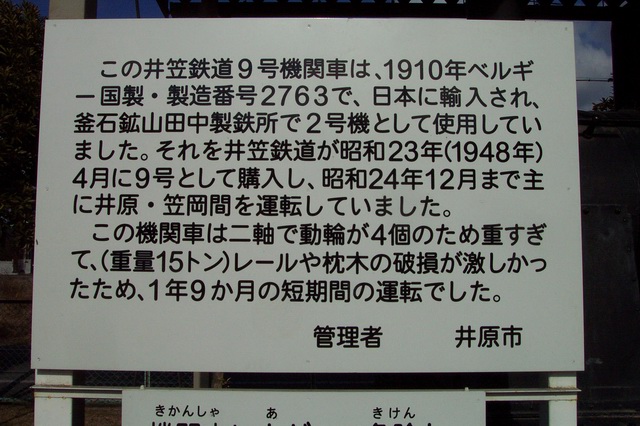 この井笠鉄道9号機関車は、1910年ベルギ
ー国製・製造番号2763で、日本に輸入され、
釜石鉱山田中製鉄所で2号機として使用してい
ました。それを井笠鉄道が昭和23年(1948年)
4月に9号として購入し、昭和24年12月まで主
に井原・笠岡間を運転していました。
この機関車は二軸で動輪が4個のため重すぎ
て、(重量15トン)レールや枕木の破損が激しかっ
たため、1年9か月の短期間の運転でした。
管理者 井原市
きかんしゃ あ きけん